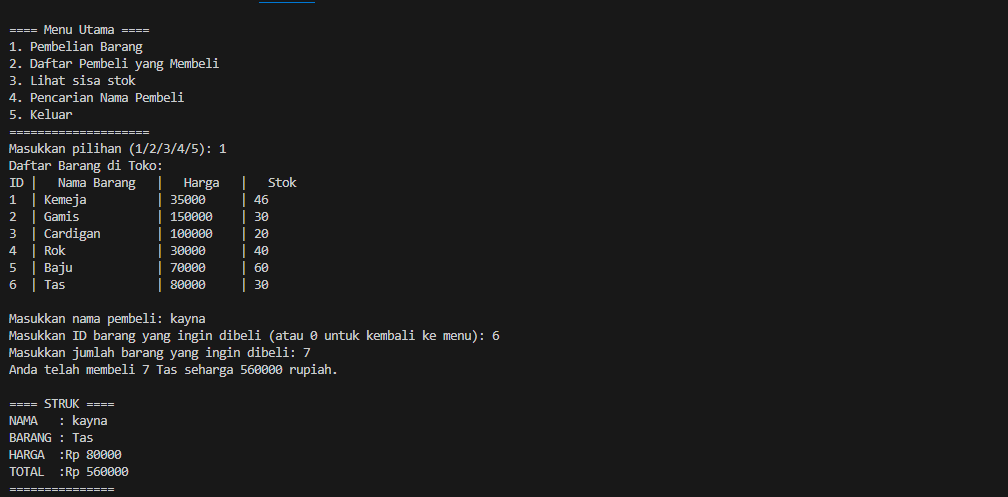 ==== Menu Utama ====
1. Pembelian Barang
2. Daftar Pembeli yang Membeli
3. Lihat sisa stok
4. Pencarian Nama Pembeli
5. Keluar
====================
Masukkan pilihan (1/2/3/4/5): 1
Daftar Barang di Toko:
ID |   Nama Barang   |   Harga   |   Stok
1  | Kemeja          | 35000     | 46
2  | Gamis           | 150000    | 30
3  | Cardigan        | 100000    | 20
4  | Rok             | 30000     | 40
5  | Baju            | 70000     | 60
6  | Tas             | 80000     | 30
Masukkan nama pembeli: kayna
Masukkan ID barang yang ingin dibeli (atau 0 untuk kembali ke menu): 6
Masukkan jumlah barang yang ingin dibeli: 7
Anda telah membeli 7 Tas seharga 560000 rupiah.
==== STRUK ====
NAMA   : kayna
BARANG : Tas
HARGA  :Rp 80000
TOTAL  :Rp 560000
===============